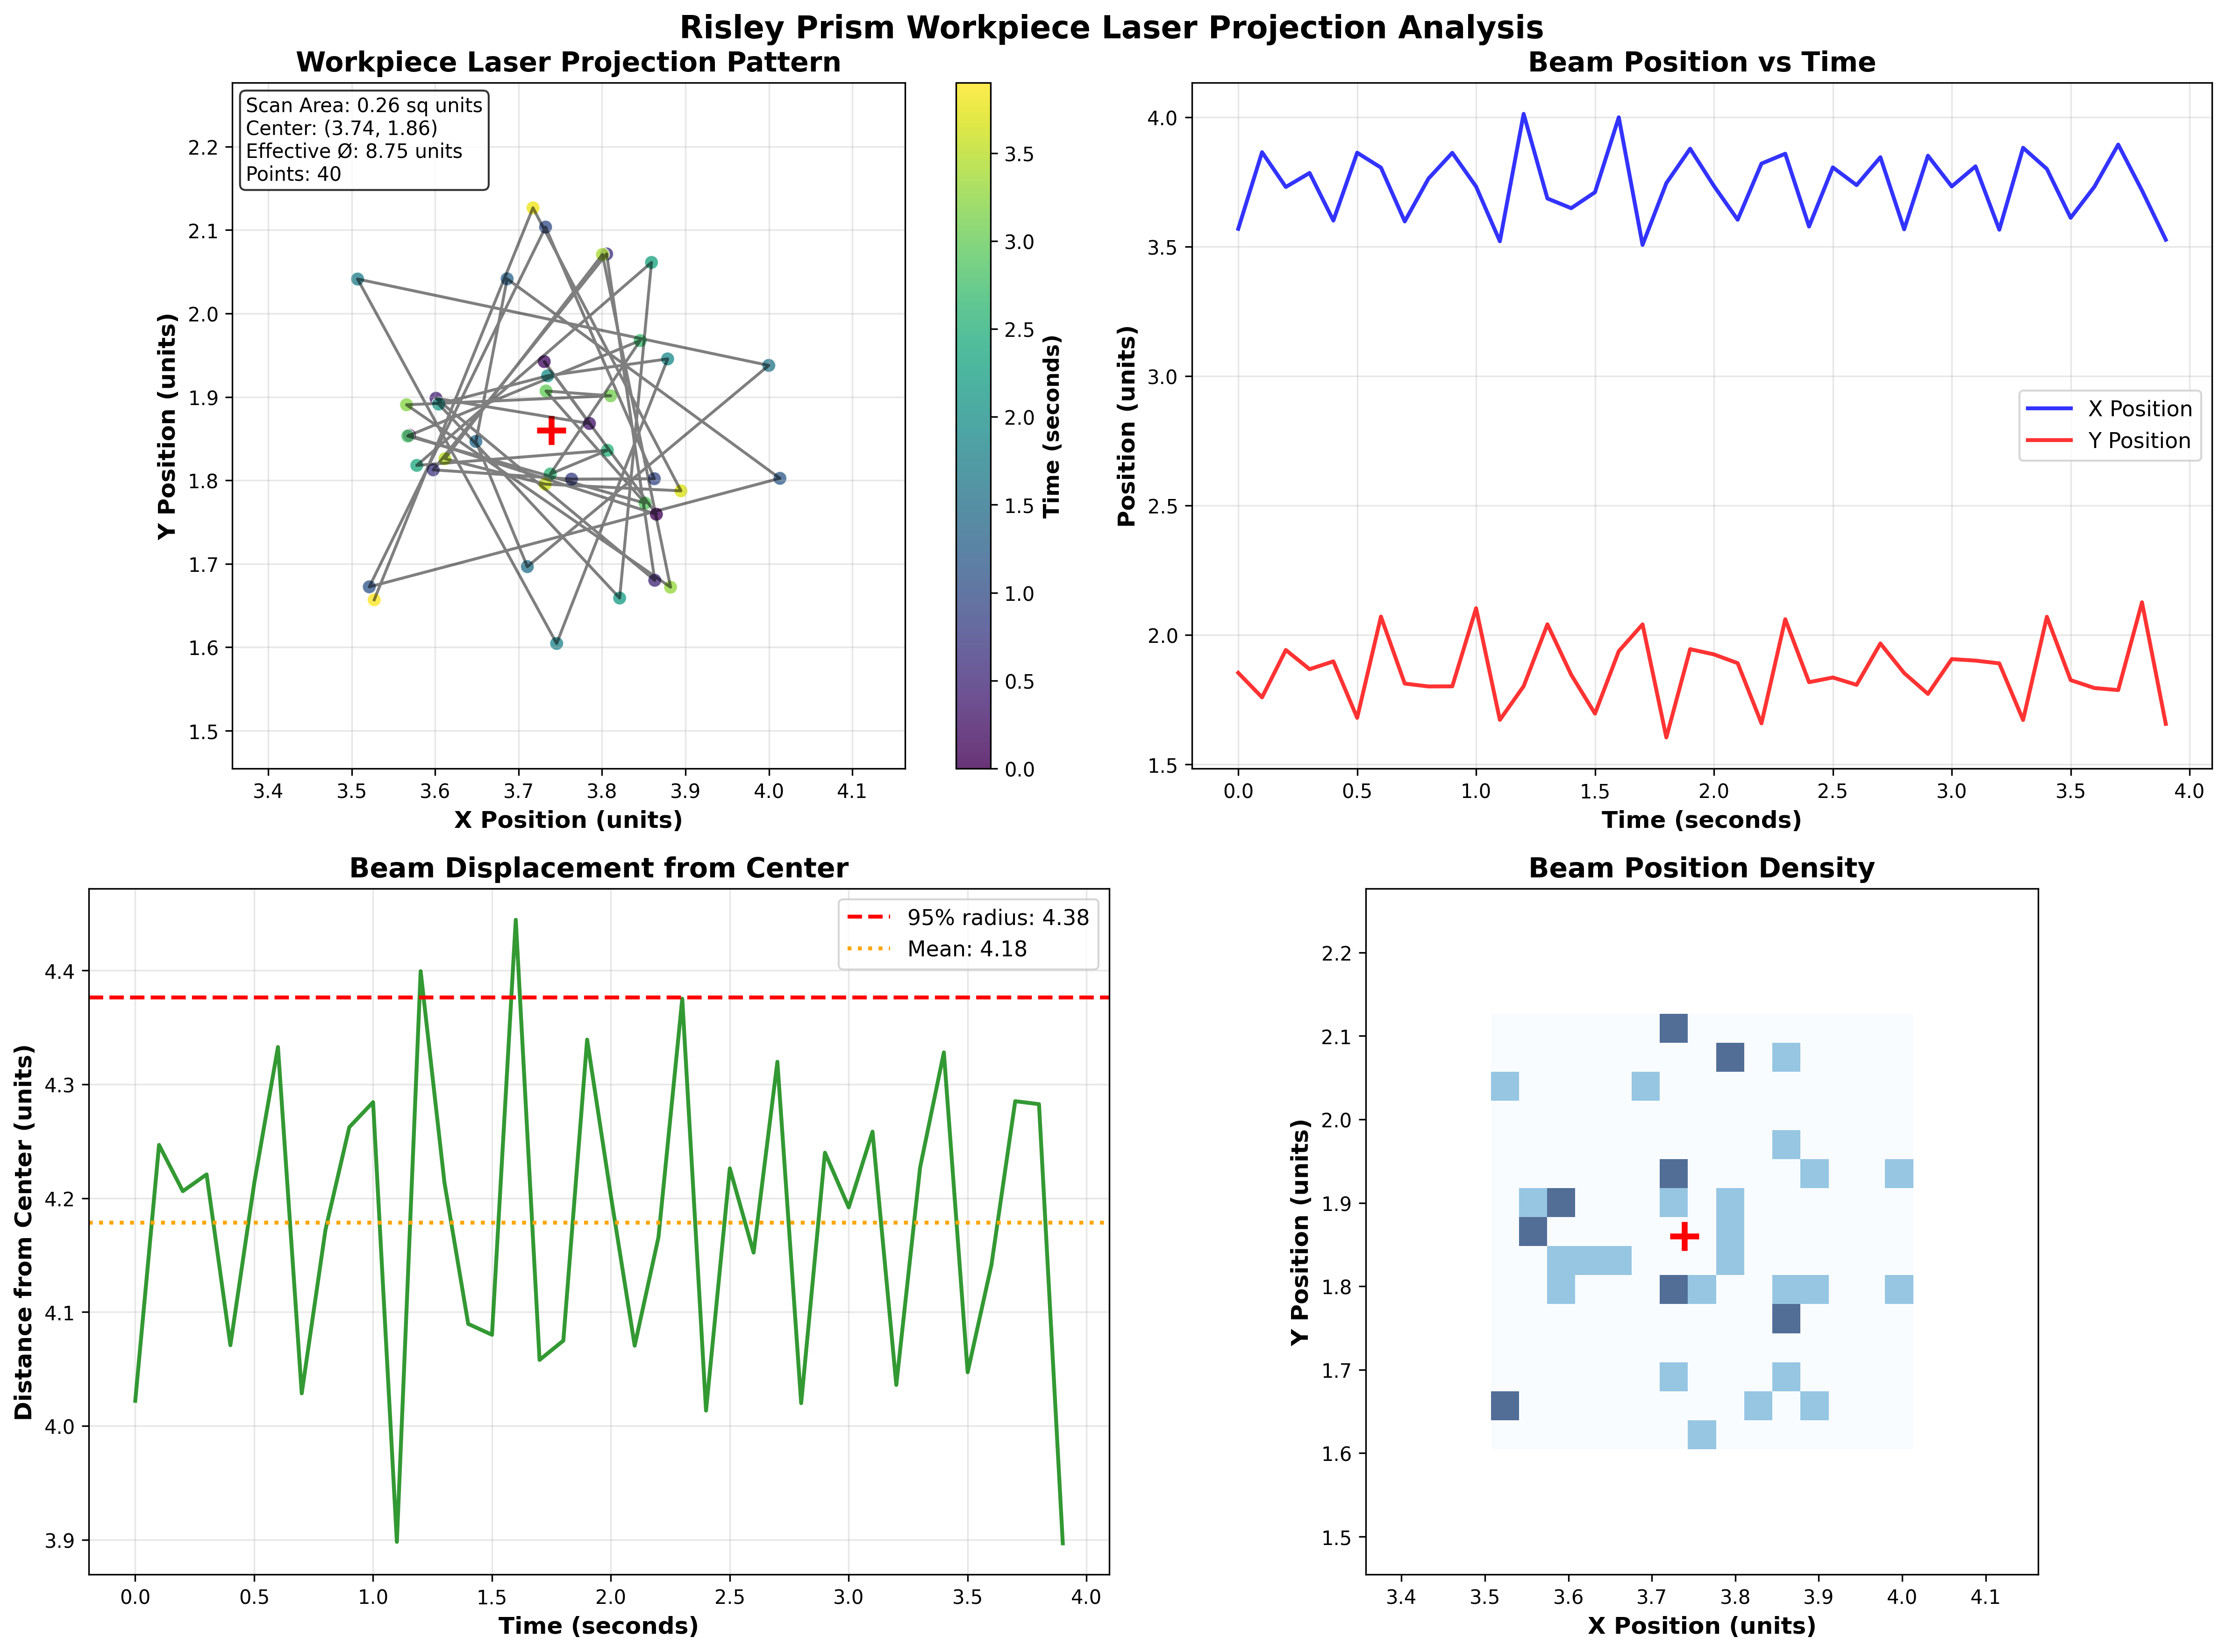 Risley Prism Workpiece Laser Projection Analysis
Workpiece Laser Projection Pattern
Scan Area: 0.26 sq units
Center: (3.74, 1.86)
Effective Ø: 8.75 units
Points: 40
Y Position (units)
2.2
2.1
2.0
1.9
1.8
1.7
1.6
1.5
3.4 3.5 3.6 3.7 3.8 3.9 4.0 4.1
X Position (units)
3.5
3.0
2.5
2.0
1.5
1.0
0.5
0.0
Time (seconds)
Beam Position vs Time
Position (units)
4.0
3.5
3.0
2.5
2.0
1.5
X Position
Y Position
0.0 0.5 1.0 1.5 2.0 2.5 3.0 3.5 4.0
Time (seconds)
Beam Displacement from Center
95% radius: 4.38
Mean: 4.18
Distance from Center (units)
4.4
4.3
4.2
4.1
4.0
3.9
0.0 0.5 1.0 1.5 2.0 2.5 3.0 3.5 4.0
Time (seconds)
Beam Position Density
Y Position (units)
2.2
2.1
2.0
1.9
1.8
1.7
1.6
1.5
3.4 3.5 3.6 3.7 3.8 3.9 4.0 4.1
X Position (units)